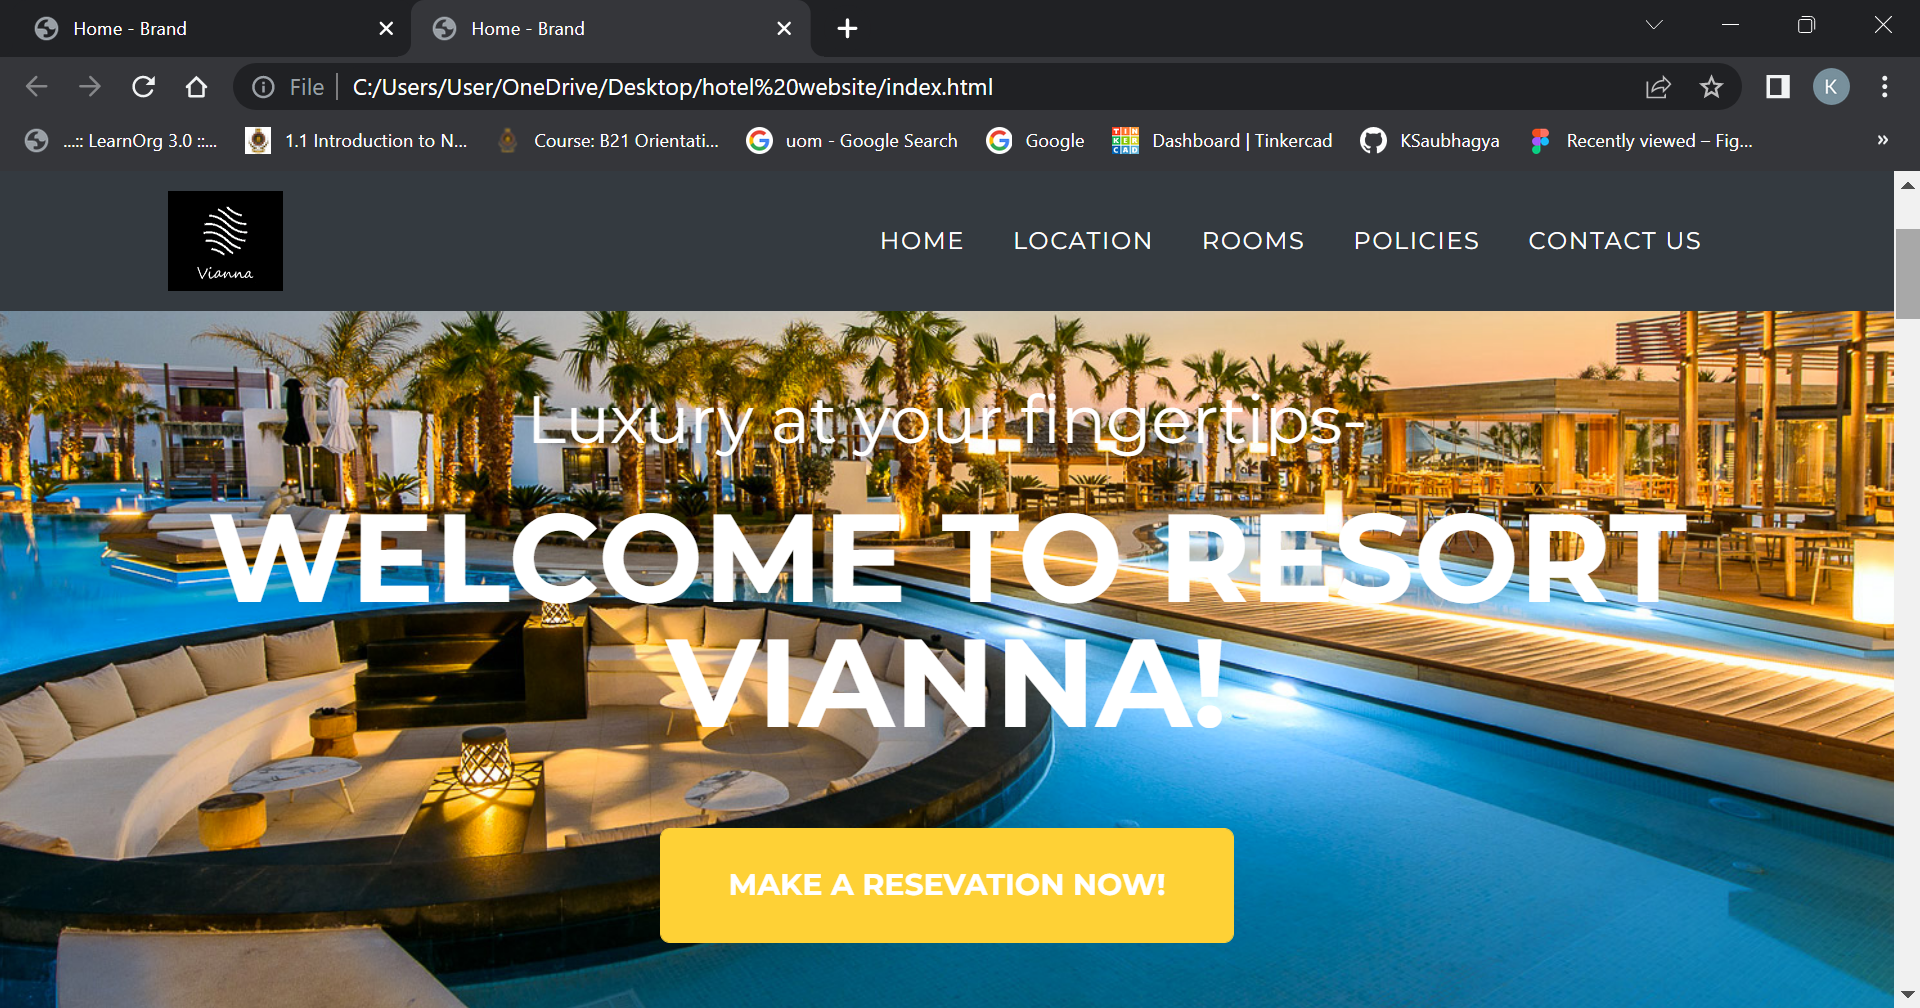 Home - Brand
Home - Brand
File
C:/Users/User/OneDrive/Desktop/hotel%20website/index.html
K
...:: LearnOrg 3.0 ::...
1.1 Introduction to N...
Course: B21 Orientati...
uom - Google Search
Google
TINKERCAD
Dashboard | Tinkercad
KSaubhagya
Recently viewed – Fig...
»
Vianna
HOME
LOCATION
ROOMS
POLICIES
CONTACT US
Luxury at your fingertips-
WELCOME TO RESORT
VIANNA!
MAKE A RESEVATION NOW!